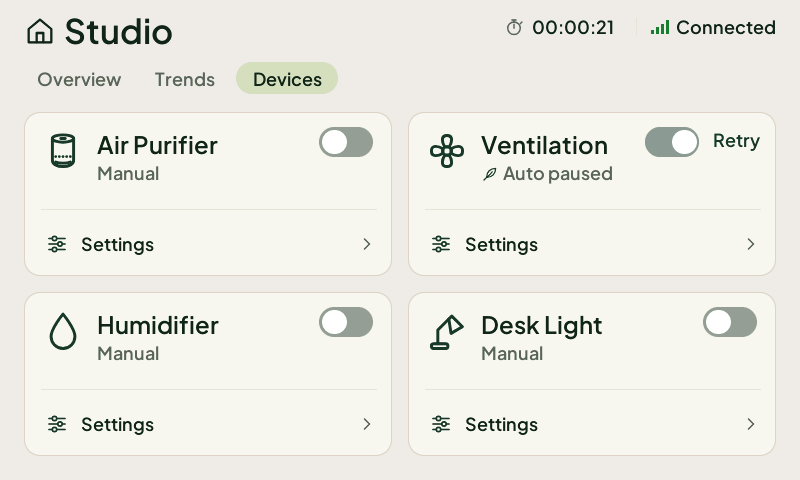 Studio
00:00:21
Connected
Overview
Trends
Devices
Air Purifier
Manual
Settings
Ventilation
Auto paused
Retry
Settings
Humidifier
Manual
Settings
Desk Light
Manual
Settings